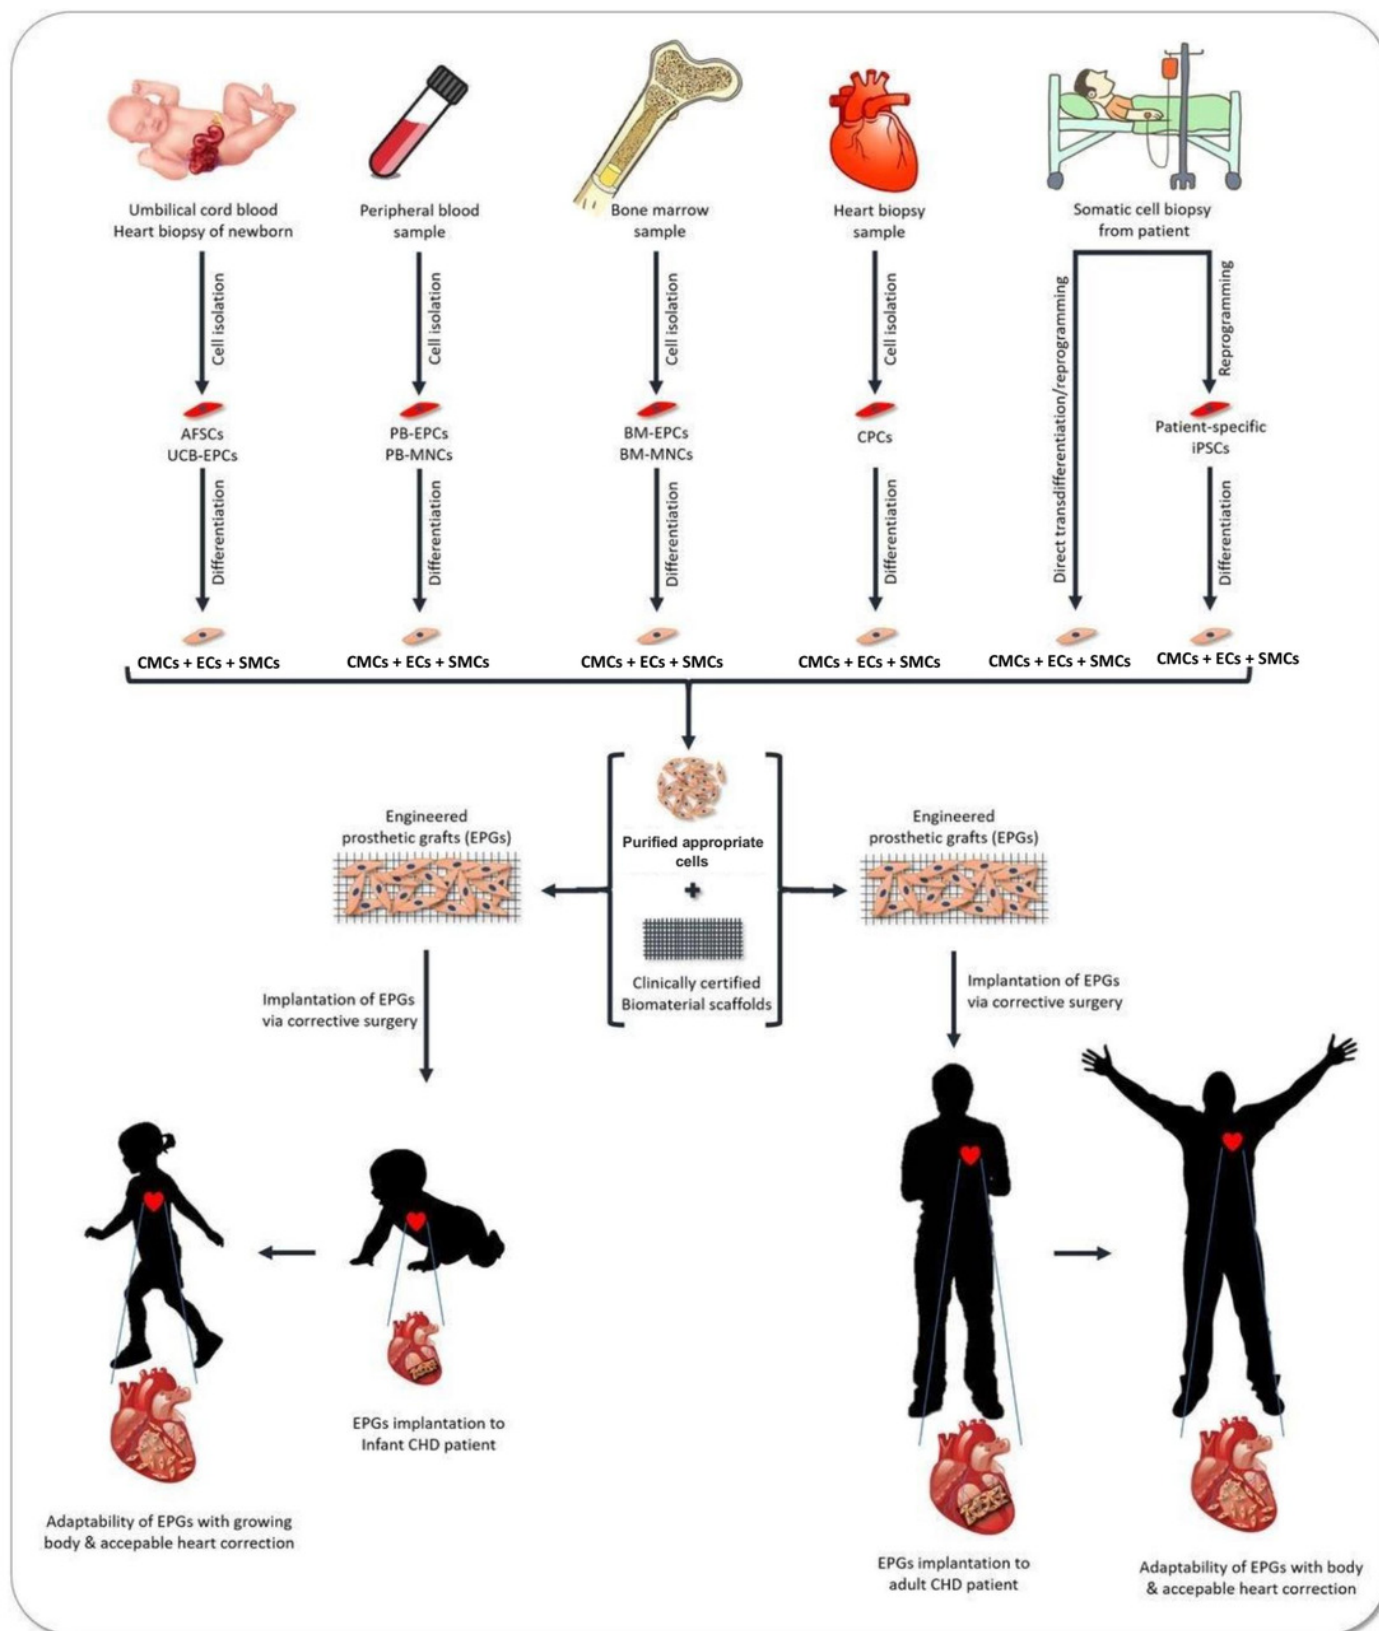 Umbilical cord blood
Heart biopsy of newborn
Peripheral blood
sample
Bone marrow
sample
Heart biopsy
sample
Somatic cell biopsy
from patient
Cell isolation
Cell isolation
Cell isolation
Cell isolation
Direct transdifferentiation/reprogramming
Reprogramming
AFSCs
UCB-EPCs
PB-EPCs
PB-MNCs
BM-EPCs
BM-MNCs
CPCs
Patient-specific
iPSCs
Differentiation
Differentiation
Differentiation
Differentiation
Differentiation
CMCs + ECs + SMCs
CMCs + ECs + SMCs
CMCs + ECs + SMCs
CMCs + ECs + SMCs
CMCs + ECs + SMCs
CMCs + ECs + SMCs
Engineered
prosthetic grafts (EPGs)
Purified appropriate
cells
+
Clinically certified
Biomaterial scaffolds
Engineered
prosthetic grafts (EPGs)
Implantation of EPGs
via corrective surgery
Implantation of EPGs
via corrective surgery
EPGs implantation to
Infant CHD patient
Adaptability of EPGs with growing
body & accepable heart correction
EPGs implantation to
adult CHD patient
Adaptability of EPGs with body
& accepable heart correction